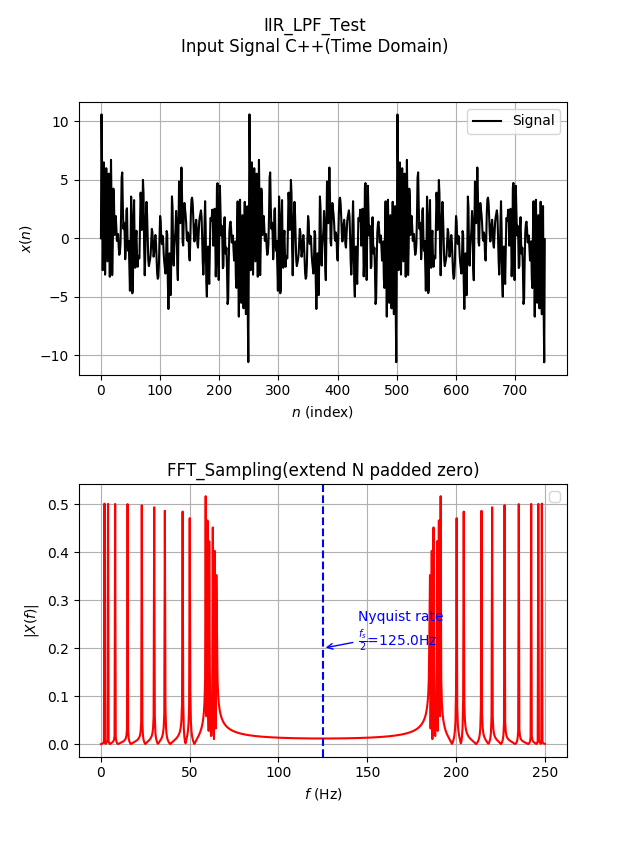 IIR_LPF_Test
Input Signal C++(Time Domain)
Signal
10
5
0
−5
−10
x(n)
0 100 200 300 400 500 600 700
n (index)
FFT_Sampling(extend N padded zero)
0.5
0.4
0.3
0.2
0.1
0.0
|X(f)|
Nyquist rate
f_s/2=125.0Hz
0 50 100 150 200 250
f (Hz)